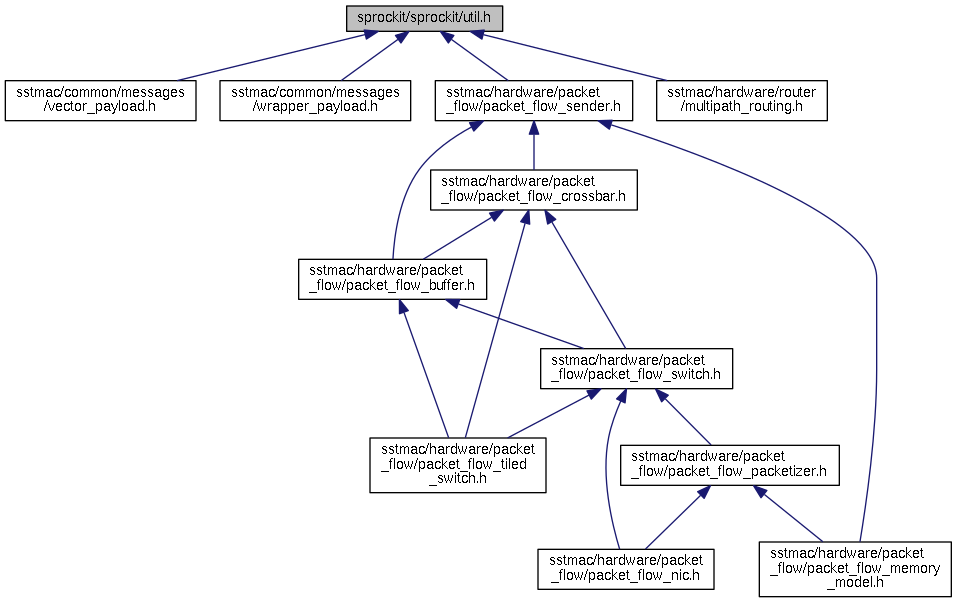 sprockit/sprockit/util.h
sstmac/common/messages
/vector_payload.h
sstmac/common/messages
/wrapper_payload.h
sstmac/hardware/packet
_flow/packet_flow_sender.h
sstmac/hardware/router
/multipath_routing.h
sstmac/hardware/packet
_flow/packet_flow_crossbar.h
sstmac/hardware/packet
_flow/packet_flow_buffer.h
sstmac/hardware/packet
_flow/packet_flow_switch.h
sstmac/hardware/packet
_flow/packet_flow_tiled
_switch.h
sstmac/hardware/packet
_flow/packet_flow_packetizer.h
sstmac/hardware/packet
_flow/packet_flow_nic.h
sstmac/hardware/packet
_flow/packet_flow_memory
_model.h